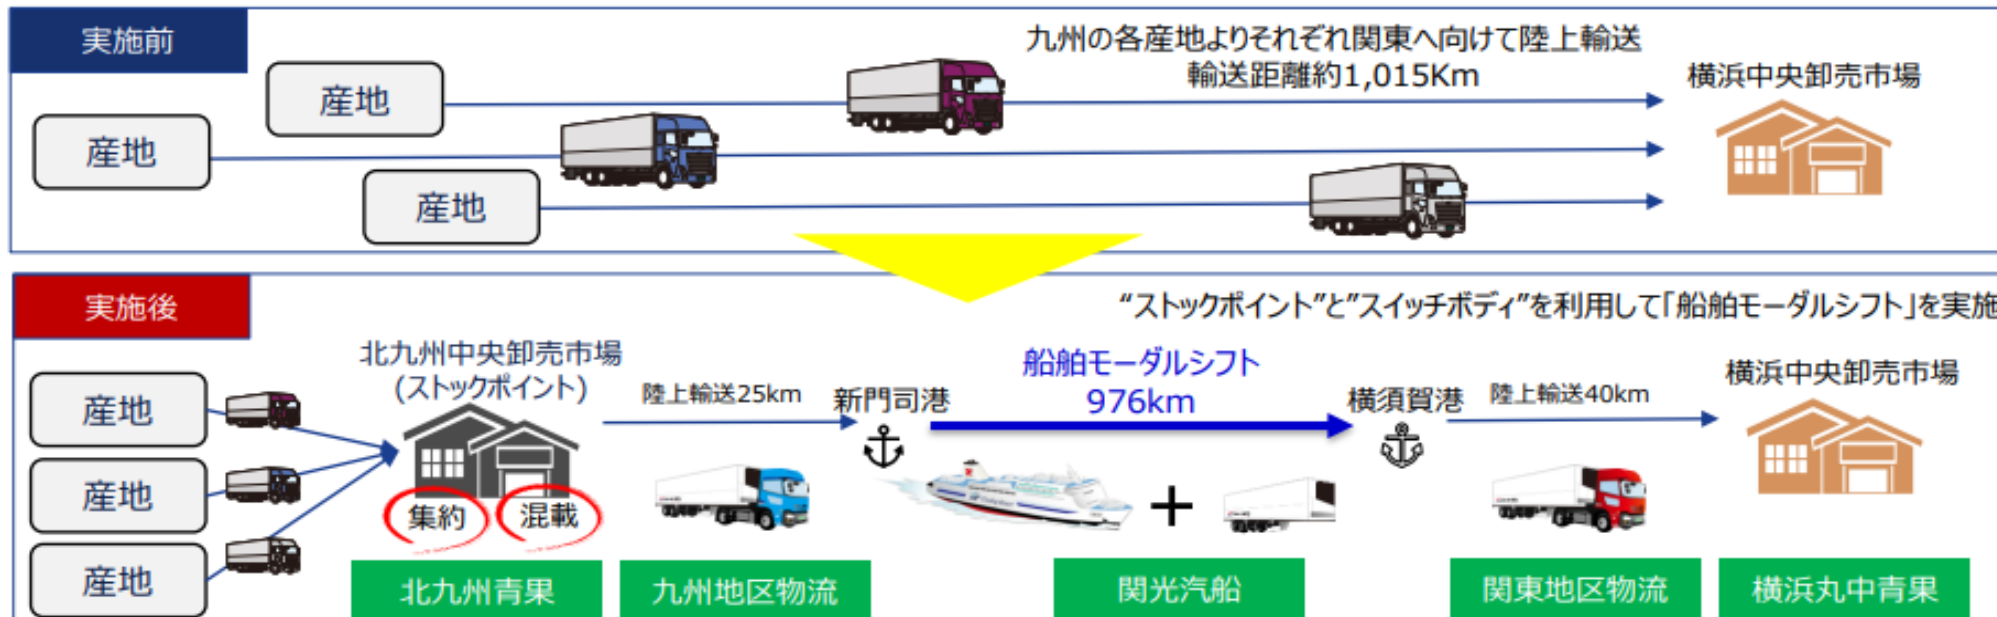 実施前
九州の各産地よりそれぞれ関東へ向けて陸上輸送
輸送距離約1,015Km
横浜中央卸売市場
産地
産地
産地
実施後
“ストックポイント”と”スイッチボディ”を利用して「船舶モーダルシフト」を実施
北九州中央卸売市場
(ストックポイント)
陸上輸送25km
新門司港
船舶モーダルシフト
976km
横須賀港
陸上輸送40km
横浜中央卸売市場
産地
産地
産地
集約
混載
+
北九州青果
九州地区物流
関光汽船
関東地区物流
横浜丸中青果